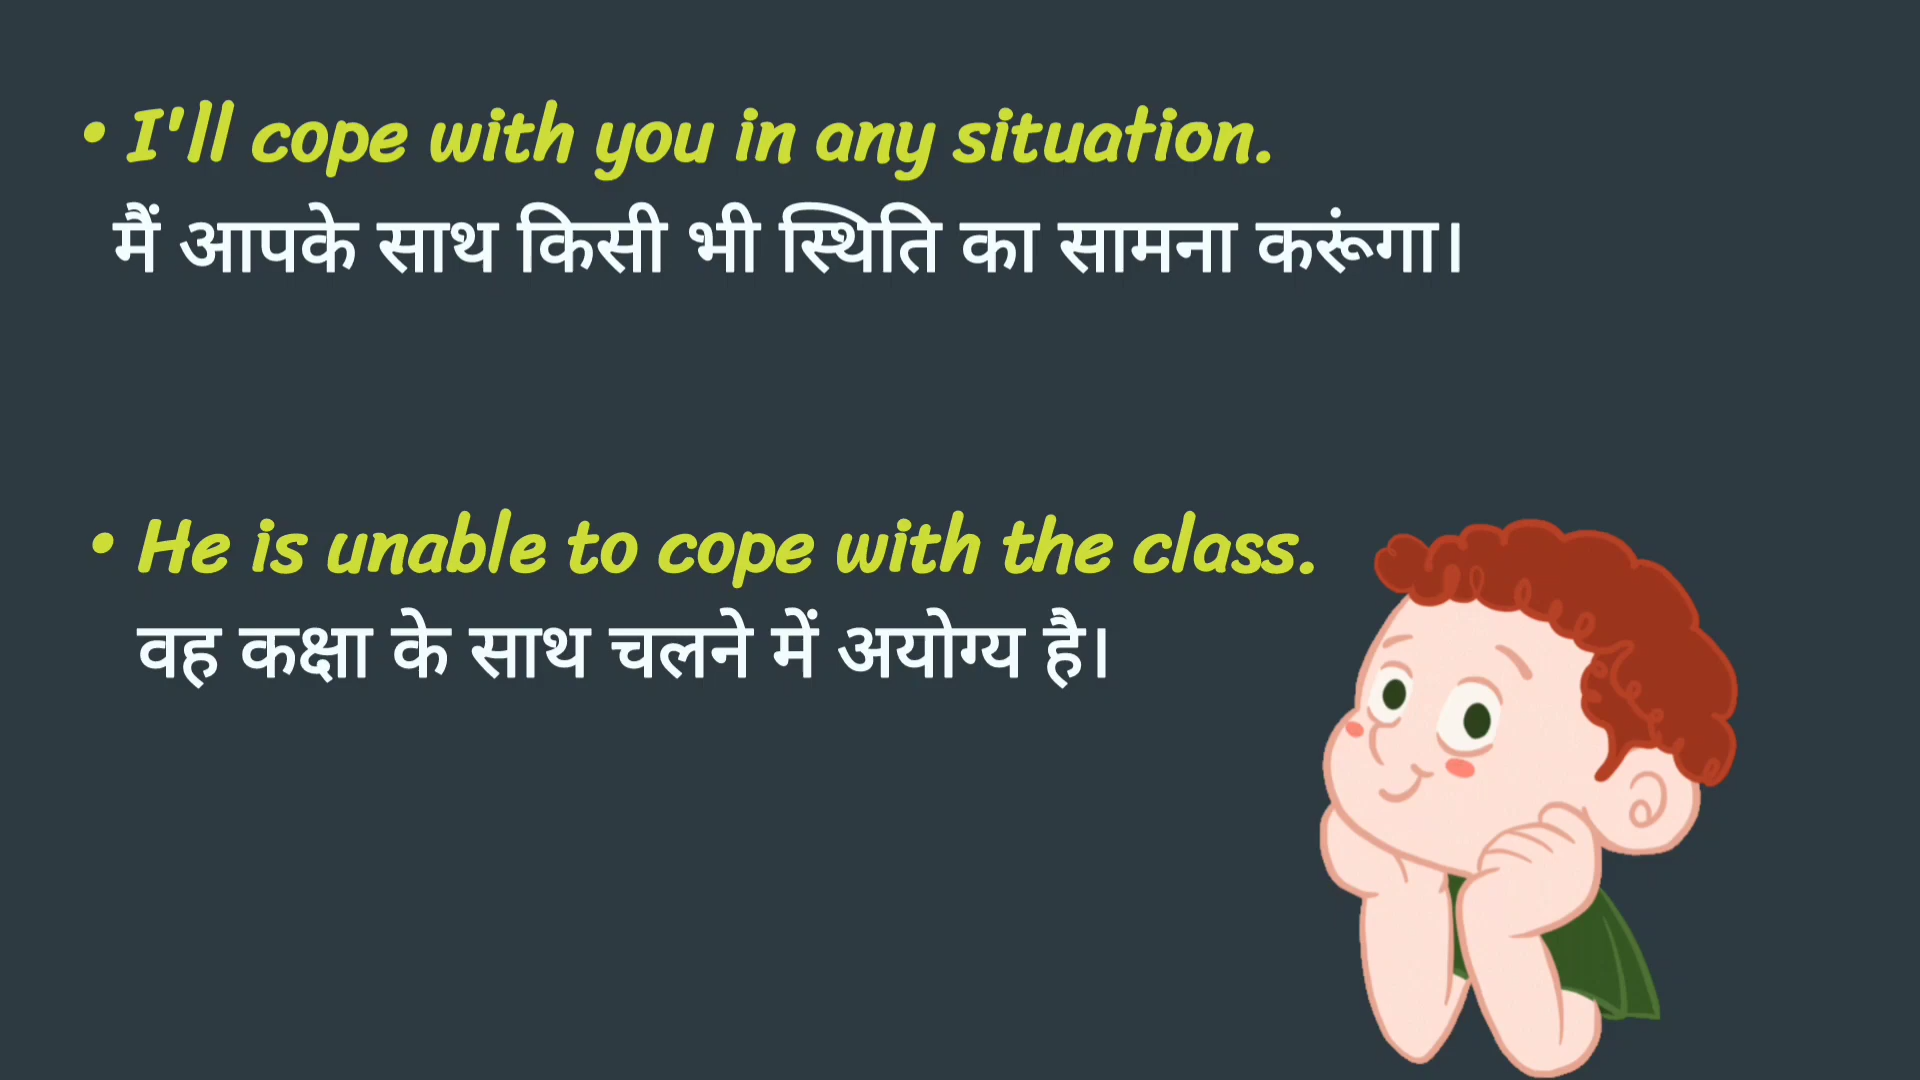 • I'll cope with you in any situation.
मैं आपके साथ किसी भी स्थिति का सामना करूंगा।
• He is unable to cope with the class.
वह कक्षा के साथ चलने में अयोग्य है।